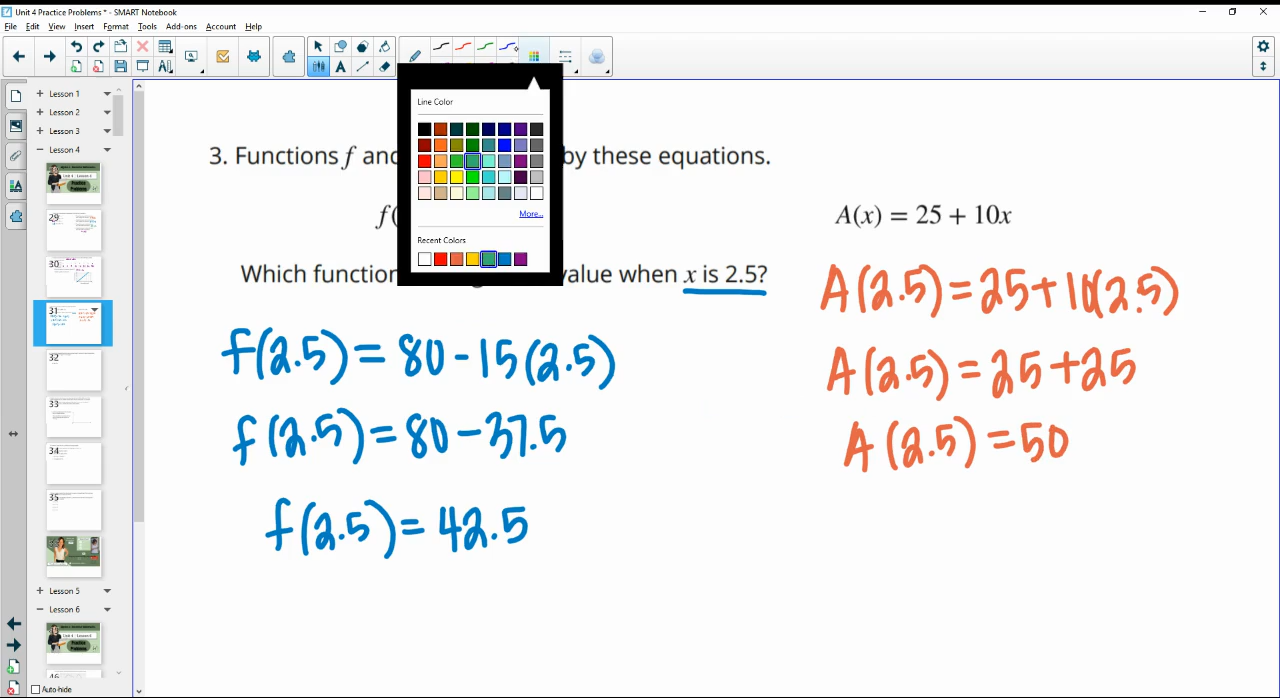 Unit 4 Practice Problems * - SMART Notebook
File Edit View Insert Format Tools Add-ons Account Help
Lesson 1
Lesson 2
Lesson 3
Lesson 4
29
30
31
32
33
34
35
Lesson 5
Lesson 6
Auto-hide
Line Color
More...
Recent Colors
3. Functions f and by these equations.
f(
A(x) = 25 + 10x
Which function value when x is 2.5?
f(2.5) = 80 - 15(2.5)
f(2.5) = 80 - 37.5
f(2.5) = 42.5
A(2.5) = 25 + 10(2.5)
A(2.5) = 25 + 25
A(2.5) = 50